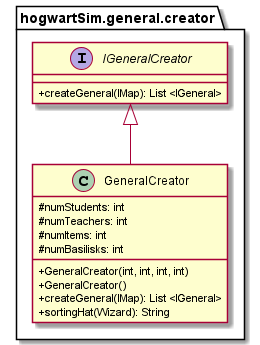 hogwartSim.general.creator
I IGeneralCreator
+createGeneral(IMap): List <IGeneral>
C GeneralCreator
#numStudents: int
#numTeachers: int
#numItems: int
#numBasilisks: int
+GeneralCreator(int, int, int, int)
+GeneralCreator()
+createGeneral(IMap): List <IGeneral>
+sortingHat(Wizard): String